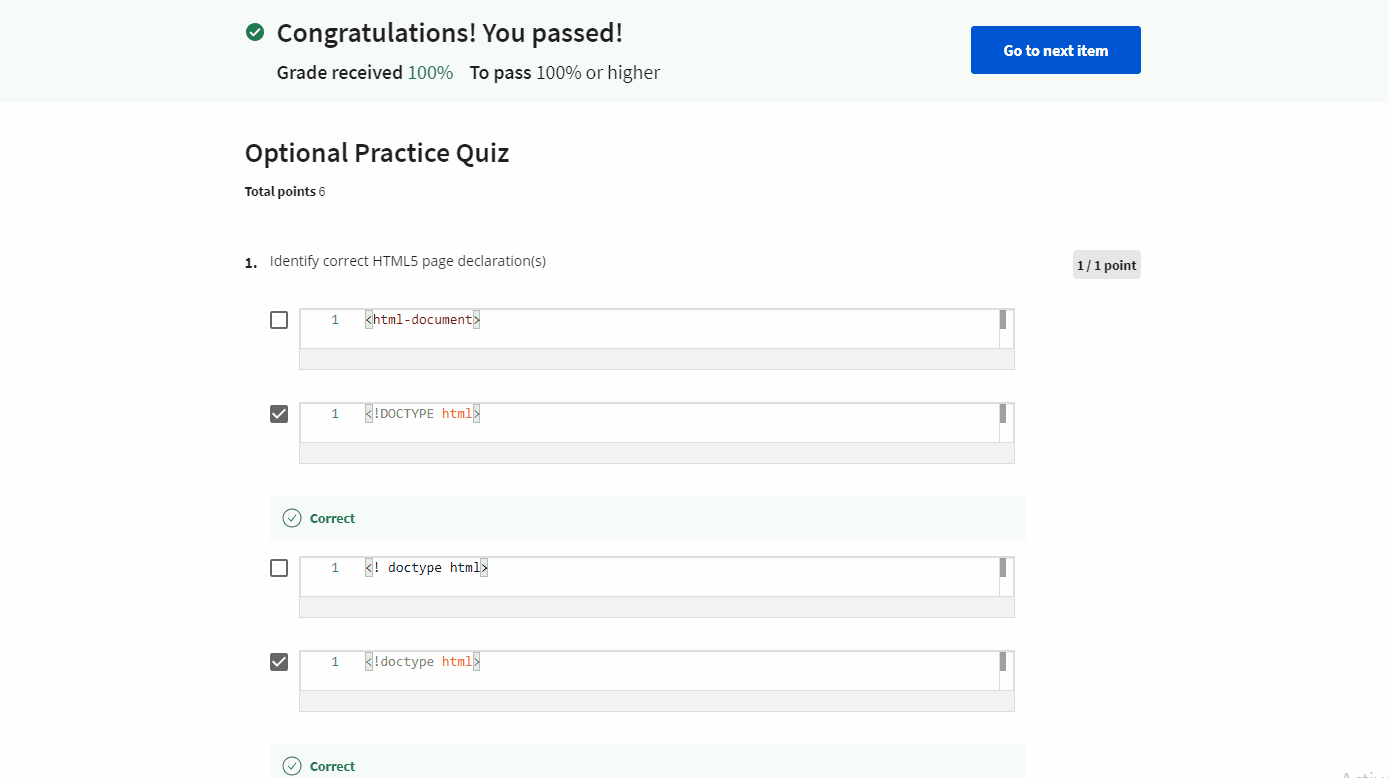 Congratulations! You passed!
Go to next item
Grade received 100% To pass 100% or higher
Optional Practice Quiz
Total points 6
1. Identify correct HTML5 page declaration(s)
1 / 1 point
1 <html-document>
1 <!DOCTYPE html>
Correct
1 <! doctype html>
1 <!doctype html>
Correct